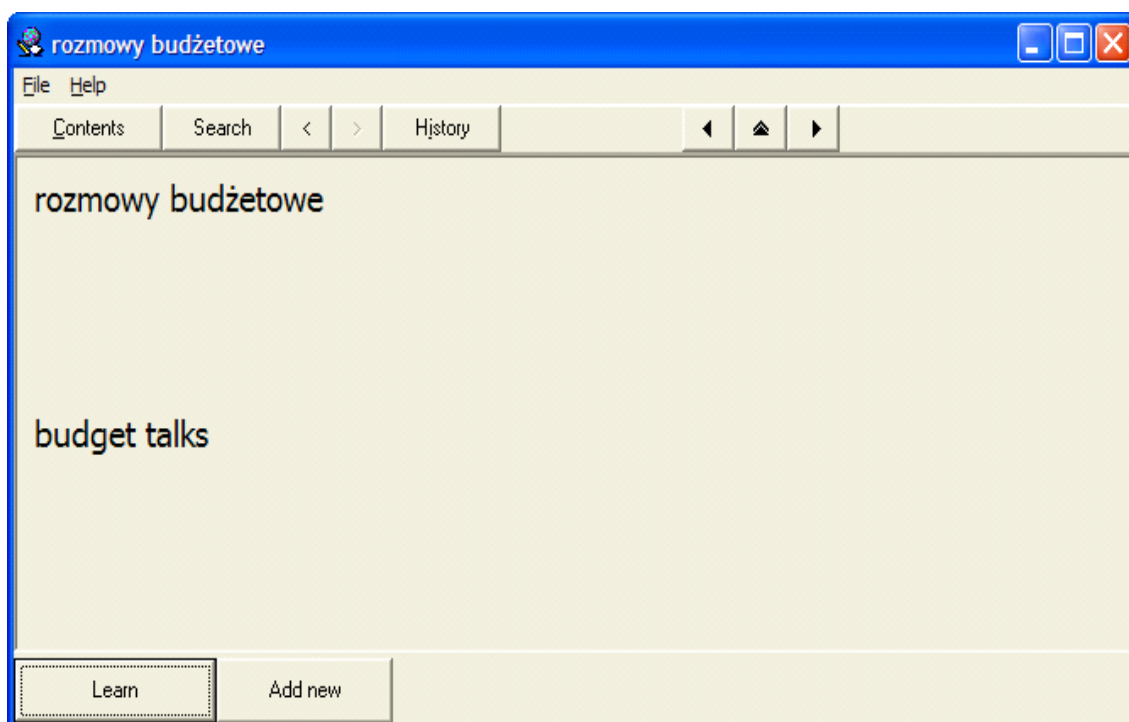 rozmowy budżetowe
File Help
Contents Search < > History
rozmowy budżetowe
budget talks
Learn Add new